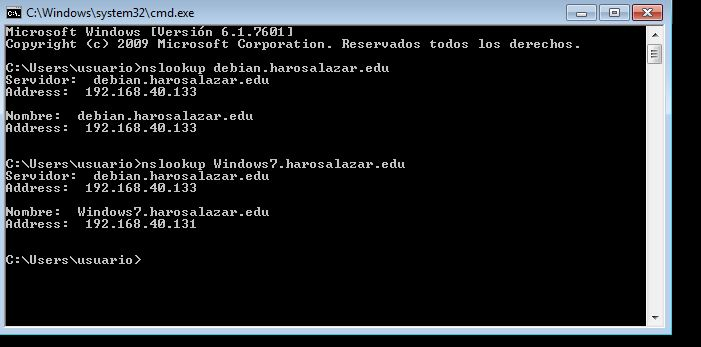 C:\Windows\system32\cmd.exe
Microsoft Windows [Versión 6.1.7601]
Copyright (c) 2009 Microsoft Corporation. Reservados todos los derechos.
C:\Users\usuario>nslookup debian.harosalazar.edu
Servidor:  debian.harosalazar.edu
Address:  192.168.40.133
Nombre:  debian.harosalazar.edu
Address:  192.168.40.133
C:\Users\usuario>nslookup Windows7.harosalazar.edu
Servidor:  debian.harosalazar.edu
Address:  192.168.40.133
Nombre:  Windows7.harosalazar.edu
Address:  192.168.40.131
C:\Users\usuario>